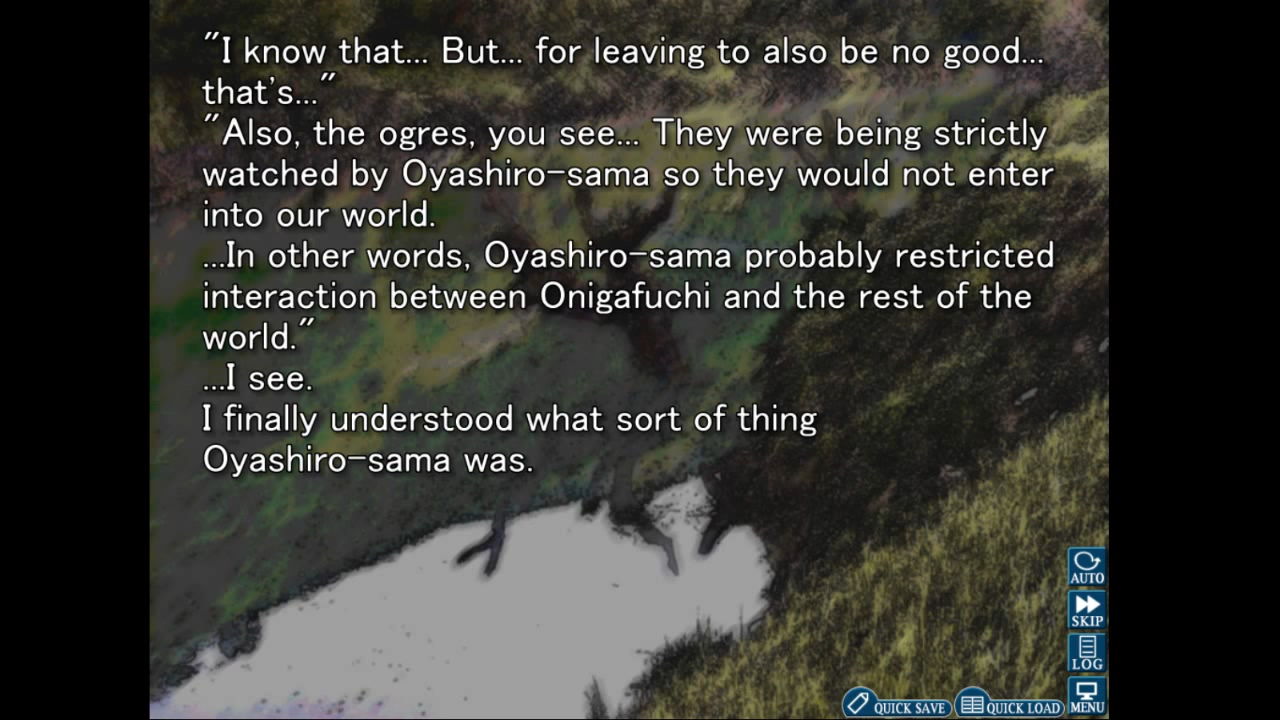 "I know that... But... for leaving to also be no good...
that's..."
"Also, the ogres, you see... They were being strictly
watched by Oyashiro-sama so they would not enter
into our world.
...In other words, Oyashiro-sama probably restricted
interaction between Onigafuchi and the rest of the
world."
...I see.
I finally understood what sort of thing
Oyashiro-sama was.
AUTO
SKIP
LOG
MENU
QUICK SAVE QUICK LOAD